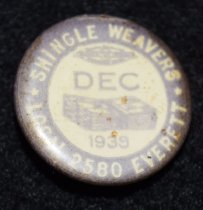 SHINGLE WEAVERS
DEC
1939
LOCAL 2580 EVERETT